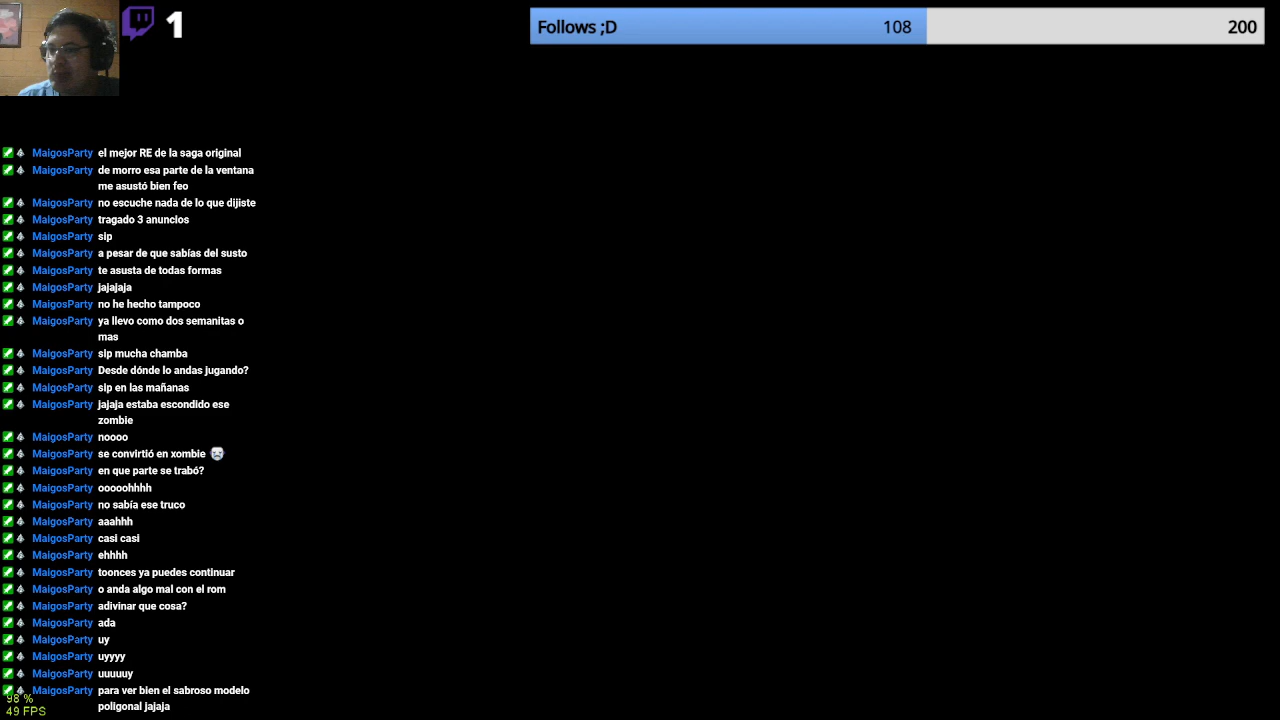 1
Follows ;D 108 200
MaigosParty el mejor RE de la saga original
MaigosParty de morro esa parte de la ventana
me asustó bien feo
MaigosParty no escuche nada de lo que dijiste
MaigosParty tragado 3 anuncios
MaigosParty sip
MaigosParty a pesar de que sabías del susto
MaigosParty te asusta de todas formas
MaigosParty jajajaja
MaigosParty no he hecho tampoco
MaigosParty ya llevo como dos semanitas o
mas
MaigosParty sip mucha chamba
MaigosParty Desde dónde lo andas jugando?
MaigosParty sip en las mañanas
MaigosParty jajaja estaba escondido ese
zombie
MaigosParty noooo
MaigosParty se convirtió en xombie
MaigosParty en que parte se trabó?
MaigosParty ooooohhhh
MaigosParty no sabía ese truco
MaigosParty aaahhh
MaigosParty casi casi
MaigosParty ehhhh
MaigosParty toonces ya puedes continuar
MaigosParty o anda algo mal con el rom
MaigosParty adivinar que cosa?
MaigosParty ada
MaigosParty uy
MaigosParty uyyyy
MaigosParty uuuuuy
MaigosParty para ver bien el sabroso modelo
poligonal jajaja
98 %
49 FPS